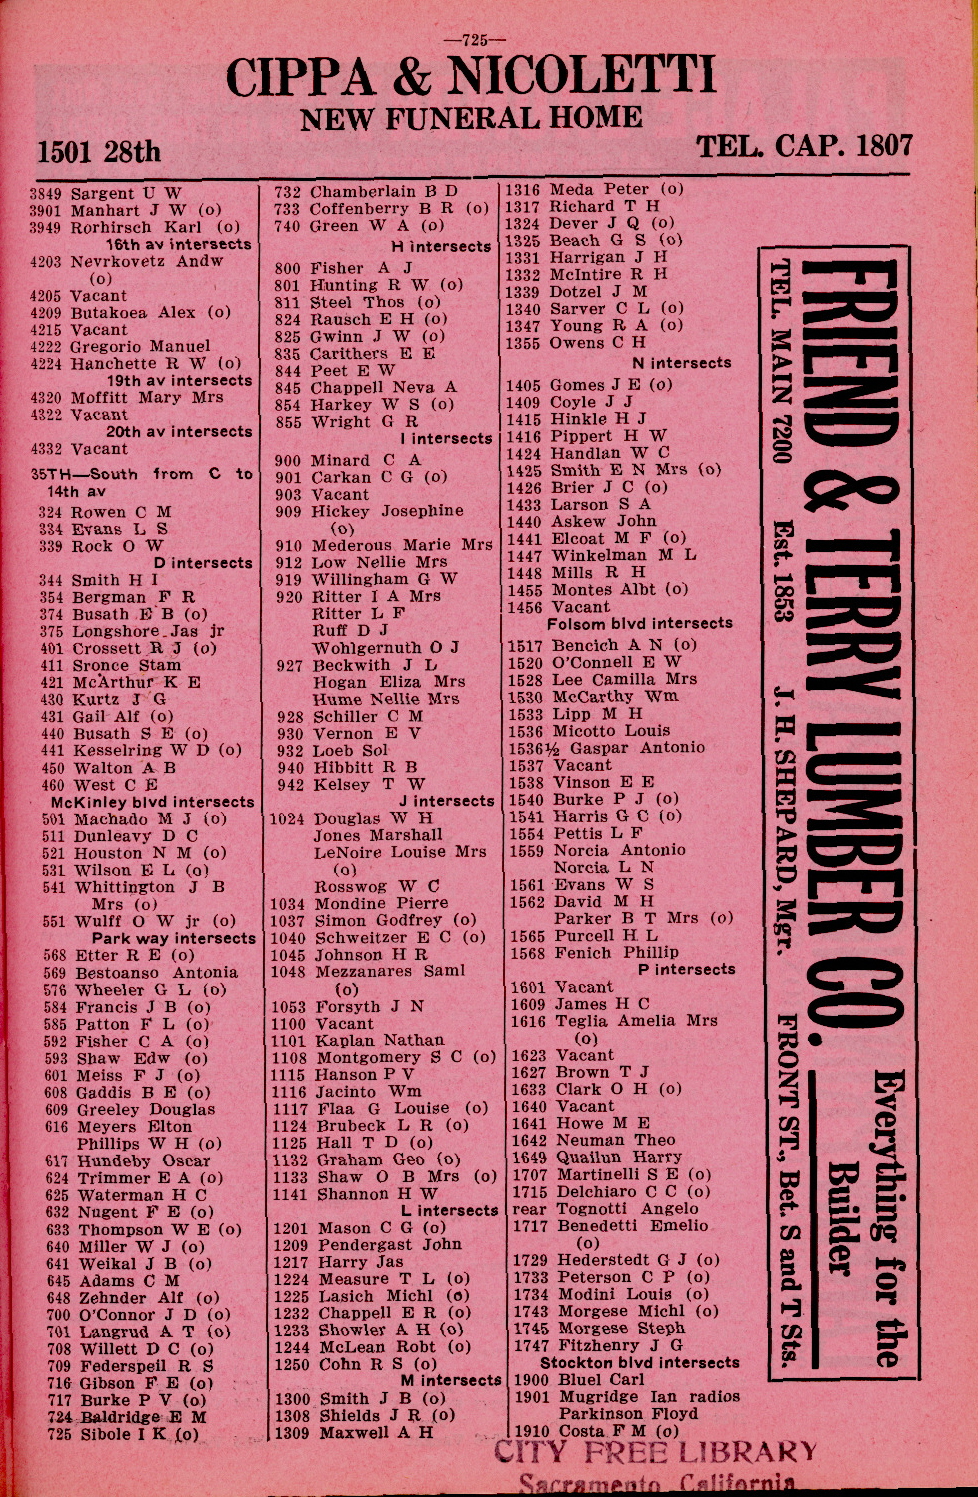 —725—
CIPPA & NICOLETTI
NEW FUNERAL HOME
1501 28th TEL. CAP. 1807
3849 Sargent U W
3901 Manhart J W (o)
3949 Rorhirsch Karl (o)
16th av intersects
4203 Nevrkovetz Andw
(o)
4205 Vacant
4209 Butakoea Alex (o)
4215 Vacant
4222 Gregorio Manuel
4224 Hanchette R W (o)
19th av intersects
4320 Moffitt Mary Mrs
4322 Vacant
20th av intersects
4332 Vacant
35TH—South from C to
14th av
324 Rowen C M
334 Evans L S
339 Rock O W
D intersects
344 Smith H I
354 Bergman F R
374 Busath E B (o)
375 Longshore Jas jr
401 Crossett R J (o)
411 Sronce Stam
421 McArthur K E
430 Kurtz J G
431 Gail Alf (o)
440 Busath S E (o)
441 Kesselring W D (o)
450 Walton A B
460 West C E
McKinley blvd intersects
501 Machado M J (o)
511 Dunleavy D C
521 Houston N M (o)
531 Wilson E L (o)
541 Whittington J B
Mrs (o)
551 Wulff O W jr (o)
Park way intersects
568 Etter R E (o)
569 Bestoanso Antonia
576 Wheeler G L (o)
584 Francis J B (o)
585 Patton F L (o)
592 Fisher C A (o)
593 Shaw Edw (o)
601 Meiss F J (o)
608 Gaddis B E (o)
609 Greeley Douglas
616 Meyers Elton
Phillips W H (o)
617 Hundeby Oscar
624 Trimmer E A (o)
625 Waterman H C
632 Nugent F E (o)
633 Thompson W E (o)
640 Miller W J (o)
641 Weikal J B (o)
645 Adams C M
648 Zehnder Alf (o)
700 O'Connor J D (o)
701 Langrud A T (o)
708 Willett D C (o)
709 Federspeil R S
716 Gibson F E (o)
717 Burke P V (o)
724 Baldridge E M
725 Sibole I K (o)
732 Chamberlain B D
733 Coffenberry B R (o)
740 Green W A (o)
H intersects
800 Fisher A J
801 Hunting R W (o)
811 Steel Thos (o)
824 Rausch E H (o)
825 Gwinn J W (o)
835 Carithers E E
844 Peet E W
845 Chappell Neva A
854 Harkey W S (o)
855 Wright G R
I intersects
900 Minard C A
901 Carkan C G (o)
903 Vacant
909 Hickey Josephine
(o)
910 Mederous Marie Mrs
912 Low Nellie Mrs
919 Willingham G W
920 Ritter I A Mrs
Ritter L F
Ruff D J
Wohlgernuth O J
927 Beckwith J L
Hogan Eliza Mrs
Hume Nellie Mrs
928 Schiller C M
930 Vernon E V
932 Loeb Sol
940 Hibbitt R B
942 Kelsey T W
J intersects
1024 Douglas W H
Jones Marshall
LeNoire Louise Mrs
(o)
Rosswog W C
1034 Mondine Pierre
1037 Simon Godfrey (o)
1040 Schweitzer E C (o)
1045 Johnson H R
1048 Mezzanares Saml
(o)
1053 Forsyth J N
1100 Vacant
1101 Kaplan Nathan
1108 Montgomery S C (o)
1115 Hanson P V
1116 Jacinto Wm
1117 Flaa G Louise (o)
1124 Brubeck L R (o)
1125 Hall T D (o)
1132 Graham Geo (o)
1133 Shaw O B Mrs (o)
1141 Shannon H W
L intersects
1201 Mason C G (o)
1209 Pendergast John
1217 Harry Jas
1224 Measure T L (o)
1225 Lasich Michl (o)
1232 Chappell E R (o)
1233 Showler A H (o)
1244 McLean Robt (o)
1250 Cohn R S (o)
M intersects
1300 Smith J B (o)
1308 Shields J R (o)
1309 Maxwell A H
1316 Meda Peter (o)
1317 Richard T H
1324 Dever J Q (o)
1325 Beach G S (o)
1331 Harrigan J H
1332 McIntire R H
1339 Dotzel J M
1340 Sarver C L (o)
1347 Young R A (o)
1355 Owens C H
N intersects
1405 Gomes J E (o)
1409 Coyle J J
1415 Hinkle H J
1416 Pippert H W
1424 Handlan W C
1425 Smith E N Mrs (o)
1426 Brier J C (o)
1433 Larson S A
1440 Askew John
1441 Elcoat M F (o)
1447 Winkelman M L
1448 Mills R H
1455 Montes Albt (o)
1456 Vacant
Folsom blvd intersects
1517 Bencich A N (o)
1520 O'Connell E W
1528 Lee Camilla Mrs
1530 McCarthy Wm
1533 Lipp M H
1536 Micotto Louis
1536½ Gaspar Antonio
1537 Vacant
1538 Vinson E E
1540 Burke P J (o)
1541 Harris G C (o)
1554 Pettis L F
1559 Norcia Antonio
Norcia L N
1561 Evans W S
1562 David M H
Parker B T Mrs (o)
1565 Purcell H L
1568 Fenich Phillip
P intersects
1601 Vacant
1609 James H C
1616 Teglia Amelia Mrs
(o)
1623 Vacant
1627 Brown T J
1633 Clark O H (o)
1640 Vacant
1641 Howe M E
1642 Neuman Theo
1649 Quailun Harry
1707 Martinelli S E (o)
1715 Delchiaro C C (o)
rear Tognotti Angelo
1717 Benedetti Emelio
(o)
1729 Hederstedt G J (o)
1733 Peterson C P (o)
1734 Modini Louis (o)
1743 Morgese Michl (o)
1745 Morgese Steph
1747 Fitzhenry J G
Stockton blvd intersects
1900 Bluel Carl
1901 Mugridge Ian radios
Parkinson Floyd
1910 Costa F M (o)
FRIEND & TERRY LUMBER CO.
Everything for the
Builder
TEL. MAIN 7200 Est. 1853 J. H. SHEPARD, Mgr. FRONT ST., Bet. S and T Sts.
CITY FREE LIBRARY
Sacramento, California